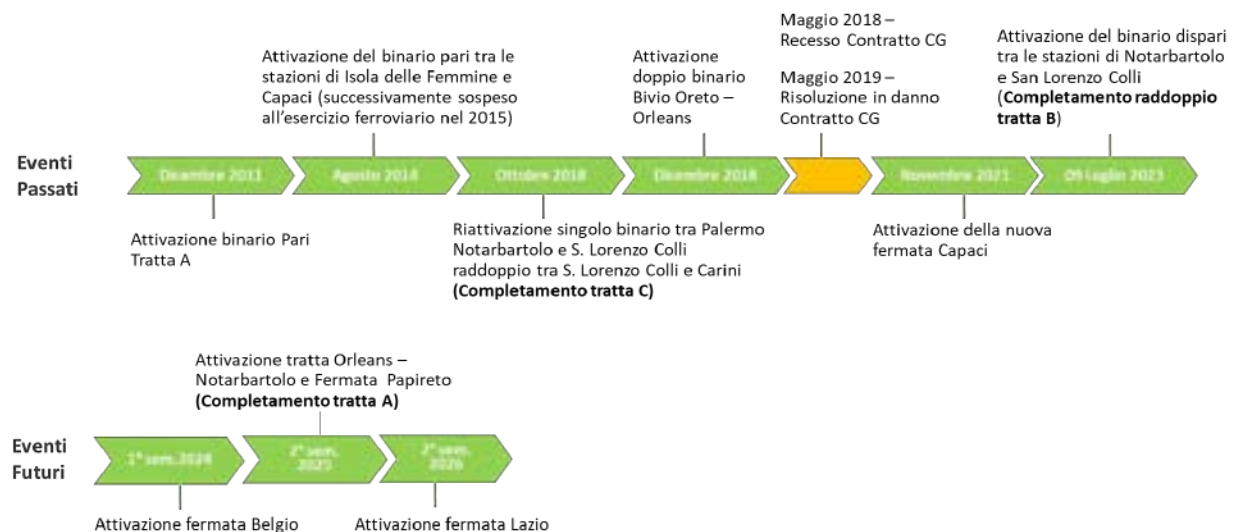 Maggio 2018 –
Recesso Contratto CG
Maggio 2019 –
Risoluzione in danno
Contratto CG
Attivazione del binario pari tra le
stazioni di Isola delle Femmine e
Capaci (successivamente sospeso
all'esercizio ferroviario nel 2015)
Attivazione
doppio binario
Bivio Oreto –
Orleans
Attivazione del binario dispari
tra le stazioni di Notarbartolo
e San Lorenzo Colli
(Completamento raddoppio
tratta B)
Eventi
Passati
Dicembre 2011
Agosto 2014
Ottobre 2018
Dicembre 2018
Novembre 2021
09 Luglio 2023
Attivazione binario Pari
Tratta A
Riattivazione singolo binario tra Palermo
Notarbartolo e S. Lorenzo Colli
raddoppio tra S. Lorenzo Colli e Carini
(Completamento tratta C)
Attivazione della nuova
fermata Capaci
Attivazione tratta Orleans –
Notarbartolo e Fermata Papireto
(Completamento tratta A)
Eventi
Futuri
1° sem.2024
2° sem.
2025
2° sem.
2026
Attivazione fermata Belgio
Attivazione fermata Lazio